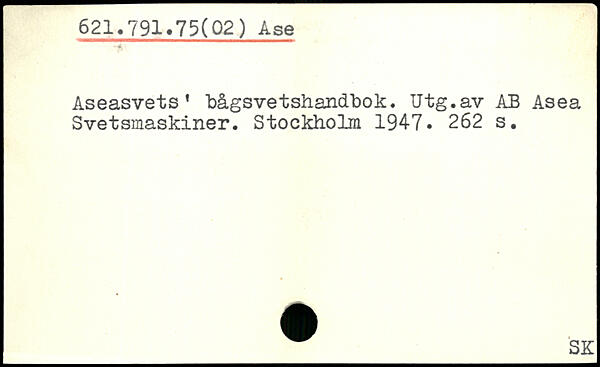 621.791.75(02) Ase
Aseasvets' bågsvetshandbok. Utg.av AB Asea
Svetsmaskiner. Stockholm 1947. 262 s.
SK